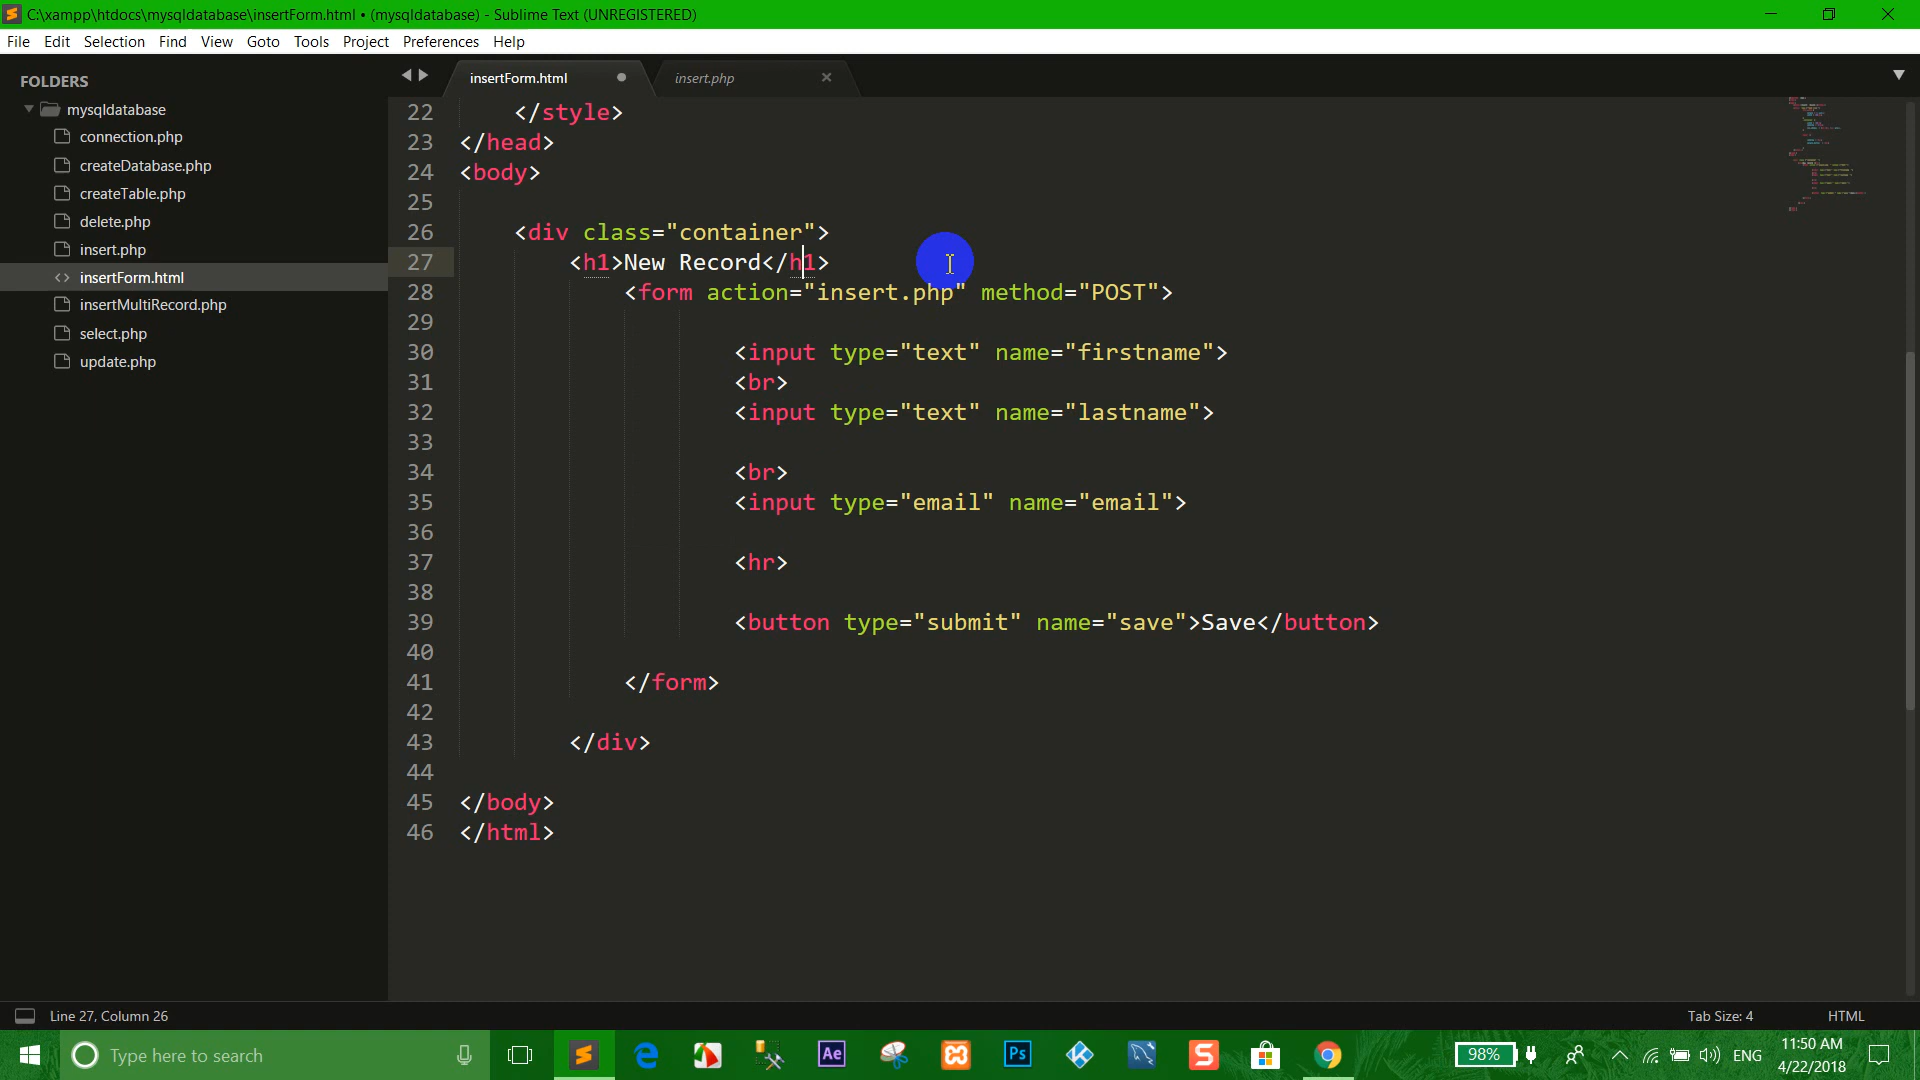 C:\xampp\htdocs\mysqldatabase\insertForm.html • (mysqldatabase) - Sublime Text (UNREGISTERED)
File Edit Selection Find View Goto Tools Project Preferences Help
FOLDERS
mysqldatabase
connection.php
createDatabase.php
createTable.php
delete.php
insert.php
insertForm.html
insertMultiRecord.php
select.php
update.php
insertForm.html
insert.php
22 </style>
23 </head>
24 <body>
25
26 <div class="container">
27 <h1>New Record</h1>
28 <form action="insert.php" method="POST">
29
30 <input type="text" name="firstname">
31 <br>
32 <input type="text" name="lastname">
33
34 <br>
35 <input type="email" name="email">
36
37 <hr>
38
39 <button type="submit" name="save">Save</button>
40
41 </form>
42
43 </div>
44
45 </body>
46 </html>
Line 27, Column 26
Tab Size: 4
HTML
Type here to search
Ae
Ps
S
98%
ENG
11:50 AM
4/22/2018